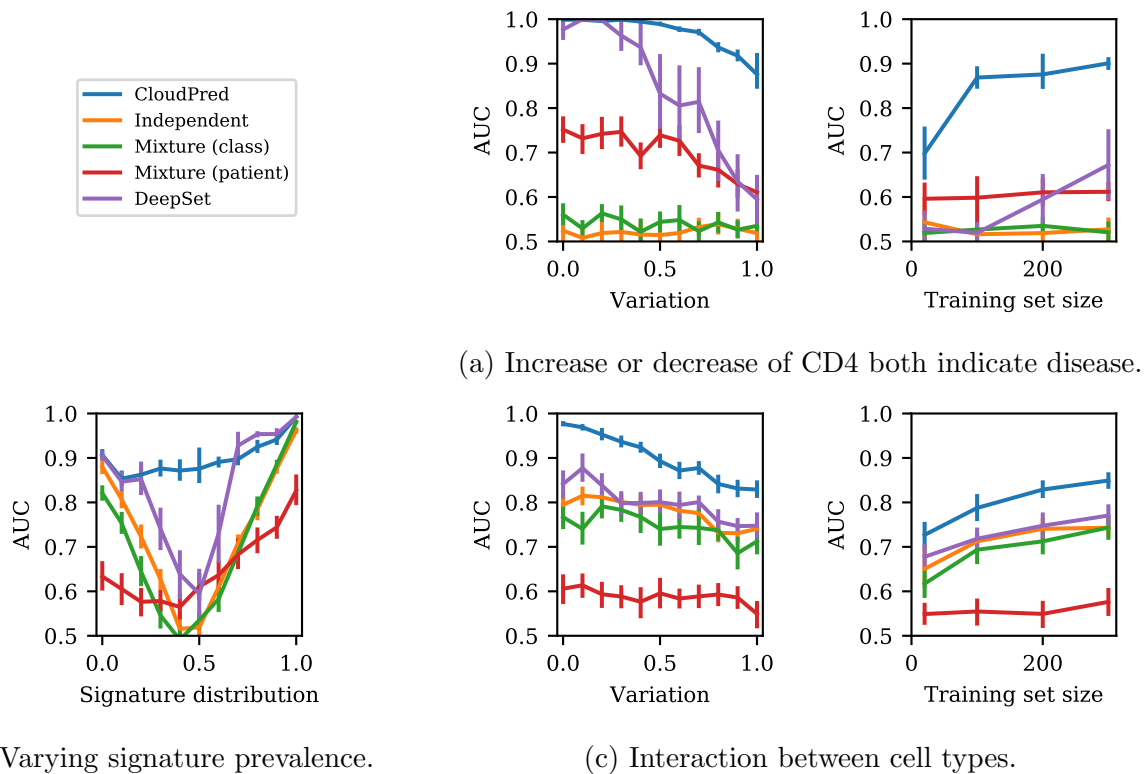 CloudPred
Independent
Mixture (class)
Mixture (patient)
DeepSet
1.0
0.9
0.8
0.7
0.6
0.5
AUC
0.0 0.5 1.0
Variation
1.0
0.9
0.8
0.7
0.6
0.5
AUC
0 200
Training set size
(a) Increase or decrease of CD4 both indicate disease.
1.0
0.9
0.8
0.7
0.6
0.5
AUC
0.0 0.5 1.0
Signature distribution
Varying signature prevalence.
1.0
0.9
0.8
0.7
0.6
0.5
AUC
0.0 0.5 1.0
Variation
1.0
0.9
0.8
0.7
0.6
0.5
AUC
0 200
Training set size
(c) Interaction between cell types.